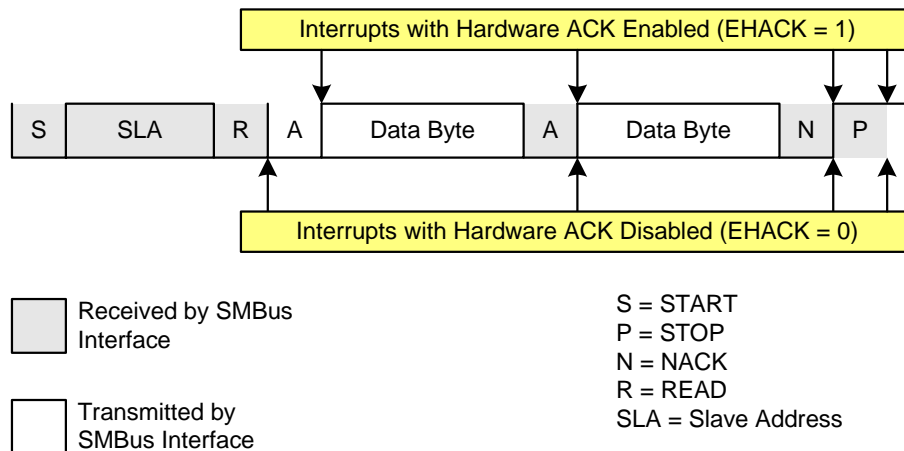 Interrupts with Hardware ACK Enabled (EHACK = 1)
S SLA R A Data Byte A Data Byte N P
Interrupts with Hardware ACK Disabled (EHACK = 0)
Received by SMBus
Interface
Transmitted by
SMBus Interface
S = START
P = STOP
N = NACK
R = READ
SLA = Slave Address